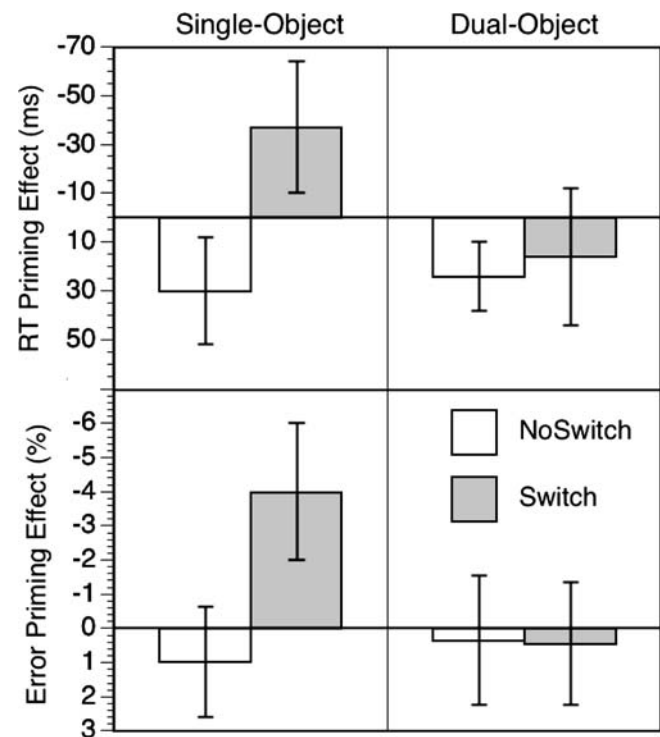 Single-Object
Dual-Object
RT Priming Effect (ms)
-70
-50
-30
-10
10
30
50
Error Priming Effect (%)
-6
-5
-4
-3
-2
-1
0
1
2
3
NoSwitch
Switch